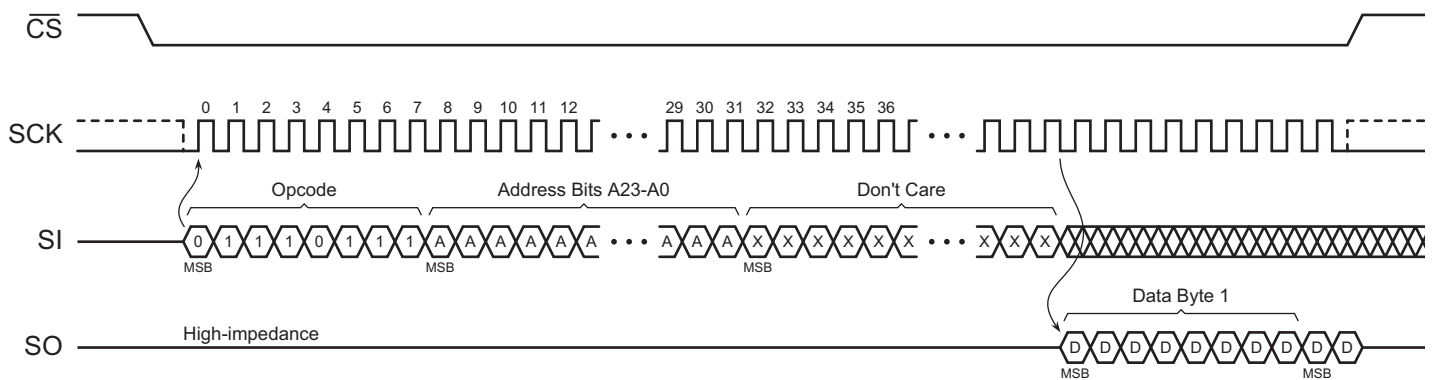 CS
0 1 2 3 4 5 6 7 8 9 10 11 12 29 30 31 32 33 34 35 36
SCK
Opcode Address Bits A23-A0 Don't Care
SI 0 1 1 1 0 1 1 1 A A A A A A A A A X X X X X X X X X
MSB MSB MSB
Data Byte 1
High-impedance
SO D D D D D D D D D D
MSB MSB